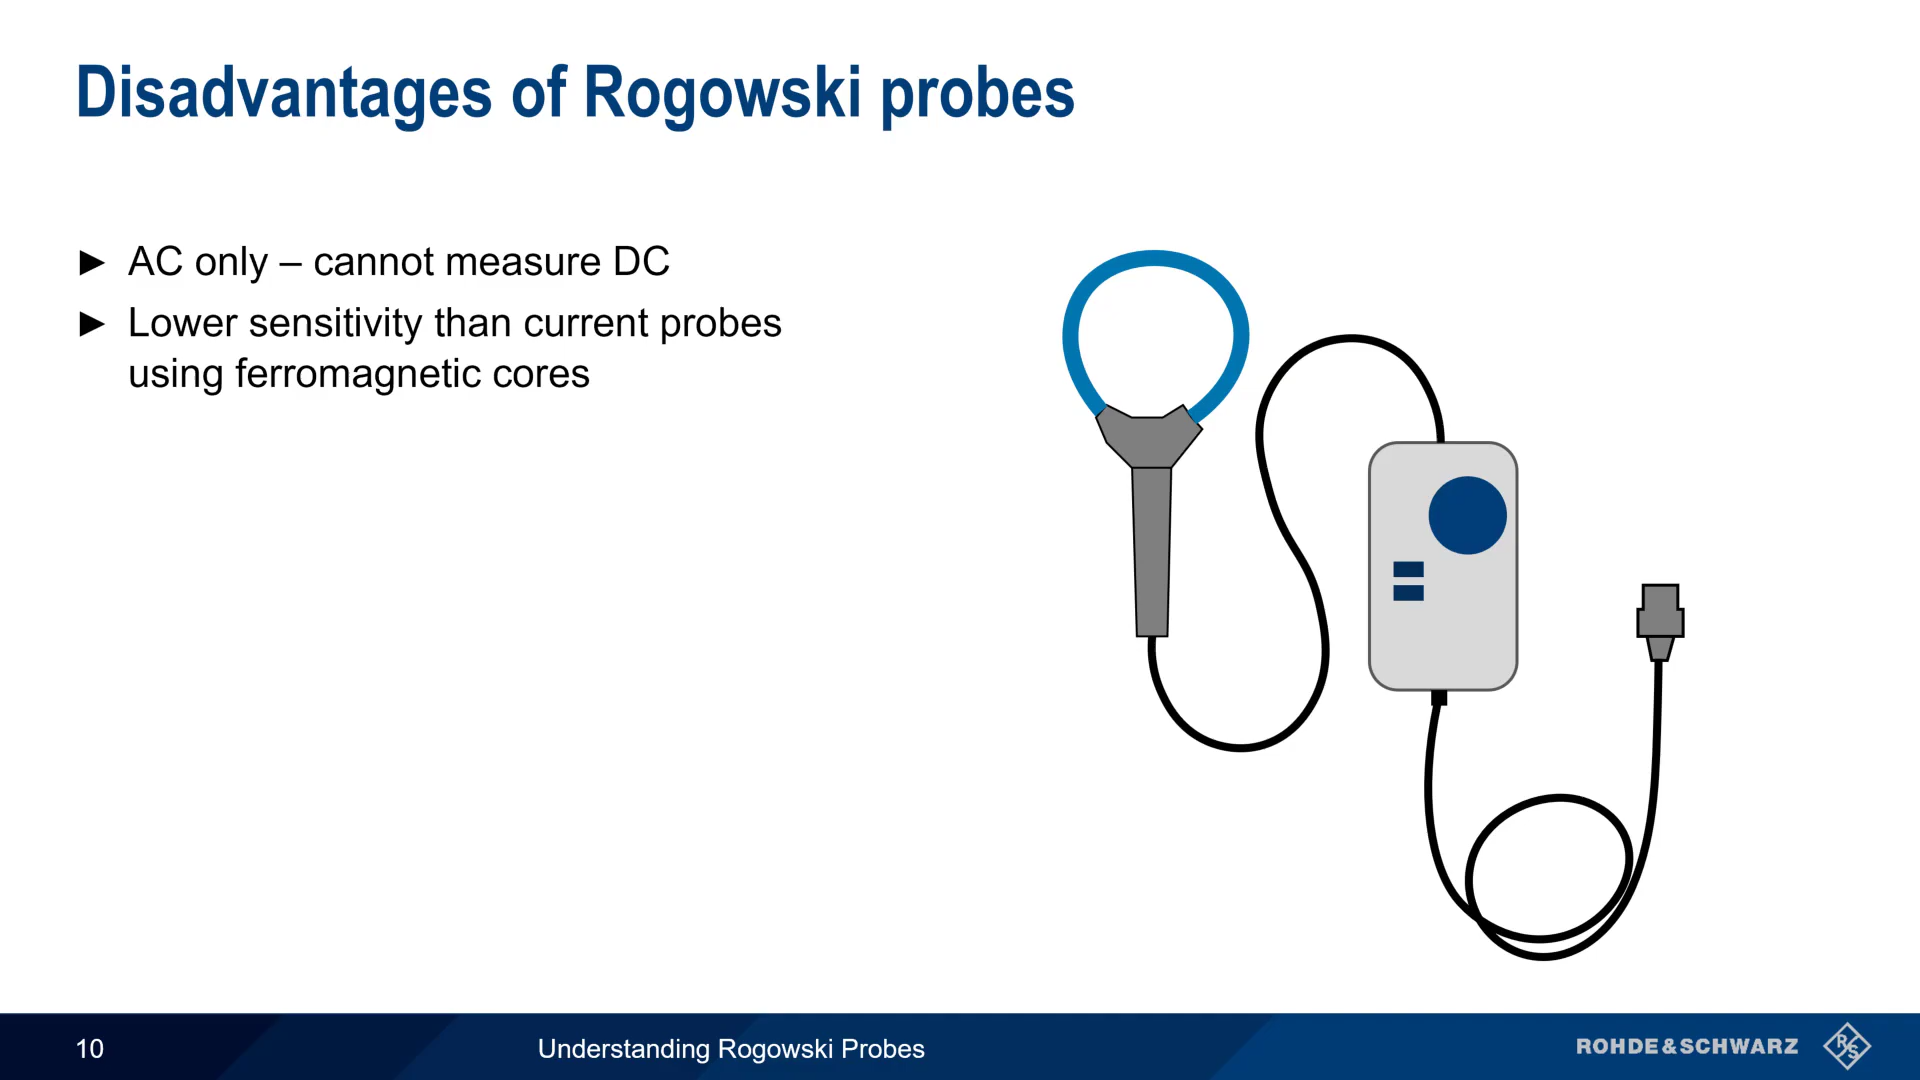 Disadvantages of Rogowski probes
► AC only – cannot measure DC
► Lower sensitivity than current probes
using ferromagnetic cores
10
Understanding Rogowski Probes
ROHDE&SCHWARZ
R&S